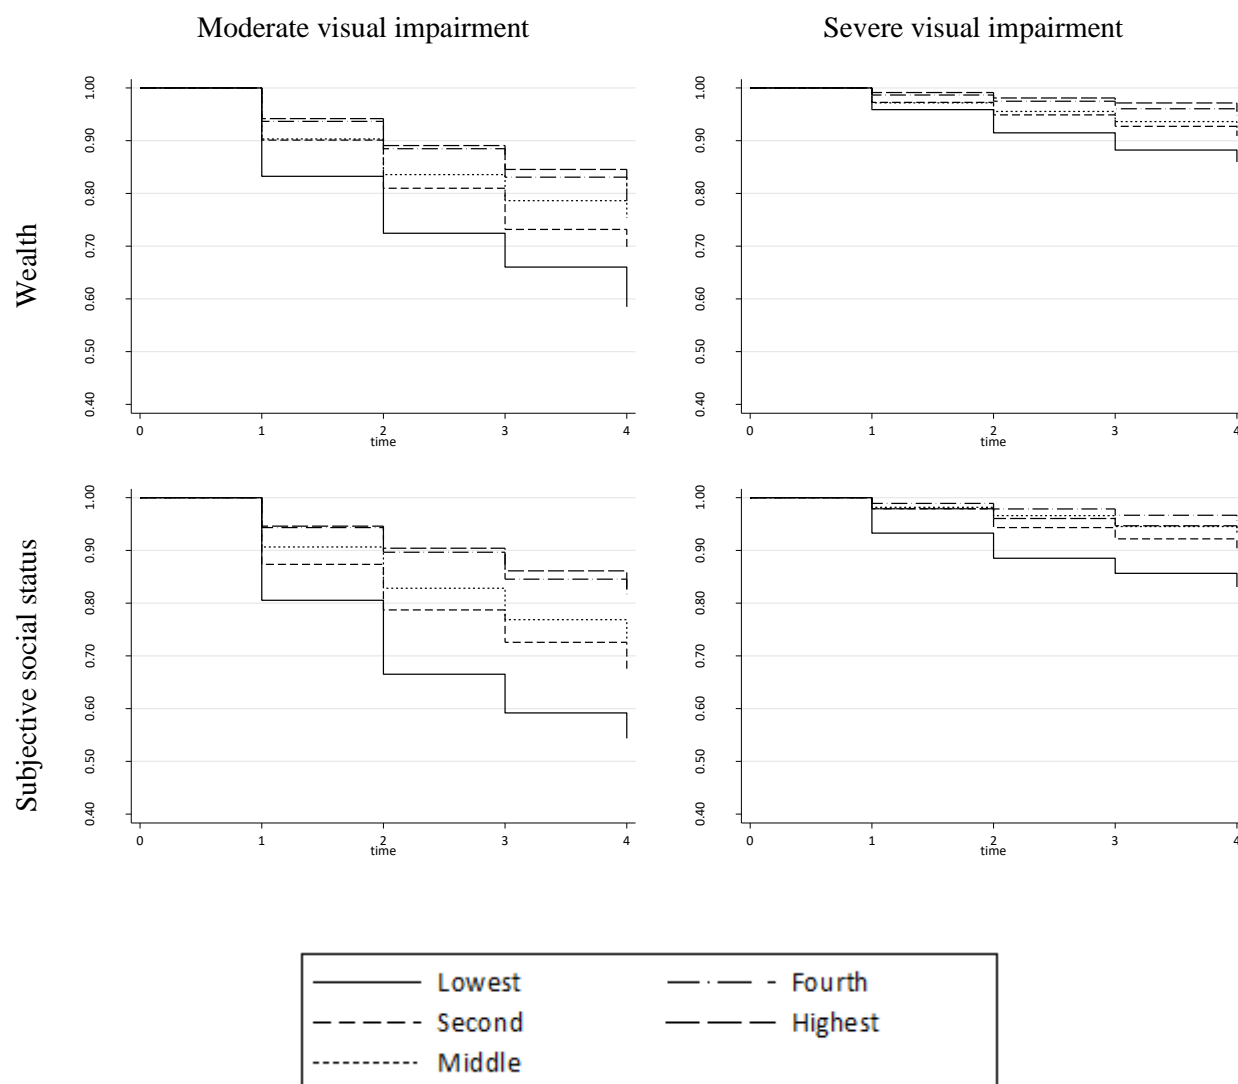 Moderate visual impairment
Severe visual impairment
Wealth
1.00
0.90
0.80
0.70
0.60
0.50
0.40
0 1 2 3 4
time
1.00
0.90
0.80
0.70
0.60
0.50
0.40
0 1 2 3 4
time
Subjective social status
1.00
0.90
0.80
0.70
0.60
0.50
0.40
0 1 2 3 4
time
1.00
0.90
0.80
0.70
0.60
0.50
0.40
0 1 2 3 4
time
Lowest Fourth
Second Highest
Middle